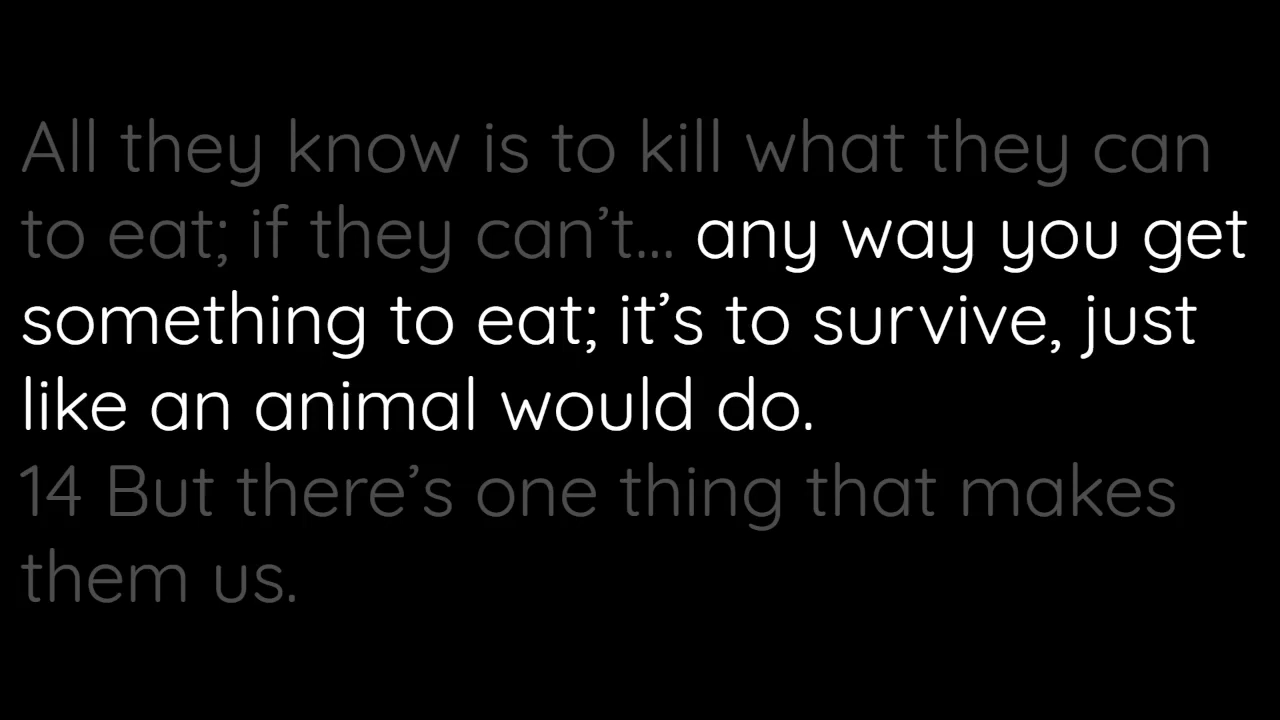 All they know is to kill what they can
to eat; if they can’t... any way you get
something to eat; it’s to survive, just
like an animal would do.
14 But there’s one thing that makes
them us.